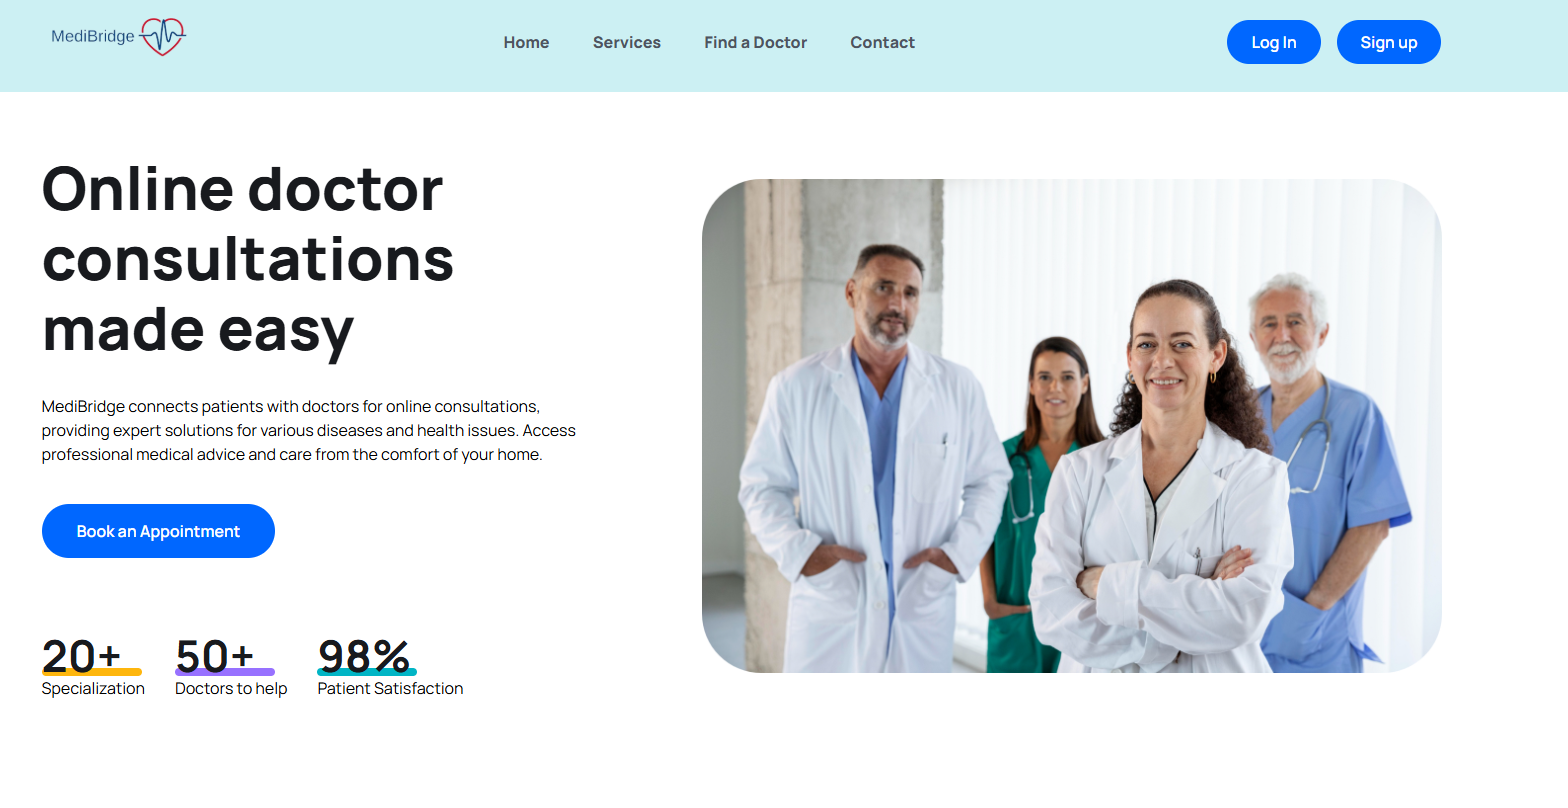 MediBridge
Home
Services
Find a Doctor
Contact
Log In
Sign up
Online doctor
consultations
made easy
MediBridge connects patients with doctors for online consultations,
providing expert solutions for various diseases and health issues. Access
professional medical advice and care from the comfort of your home.
Book an Appointment
20+
Specialization
50+
Doctors to help
98%
Patient Satisfaction